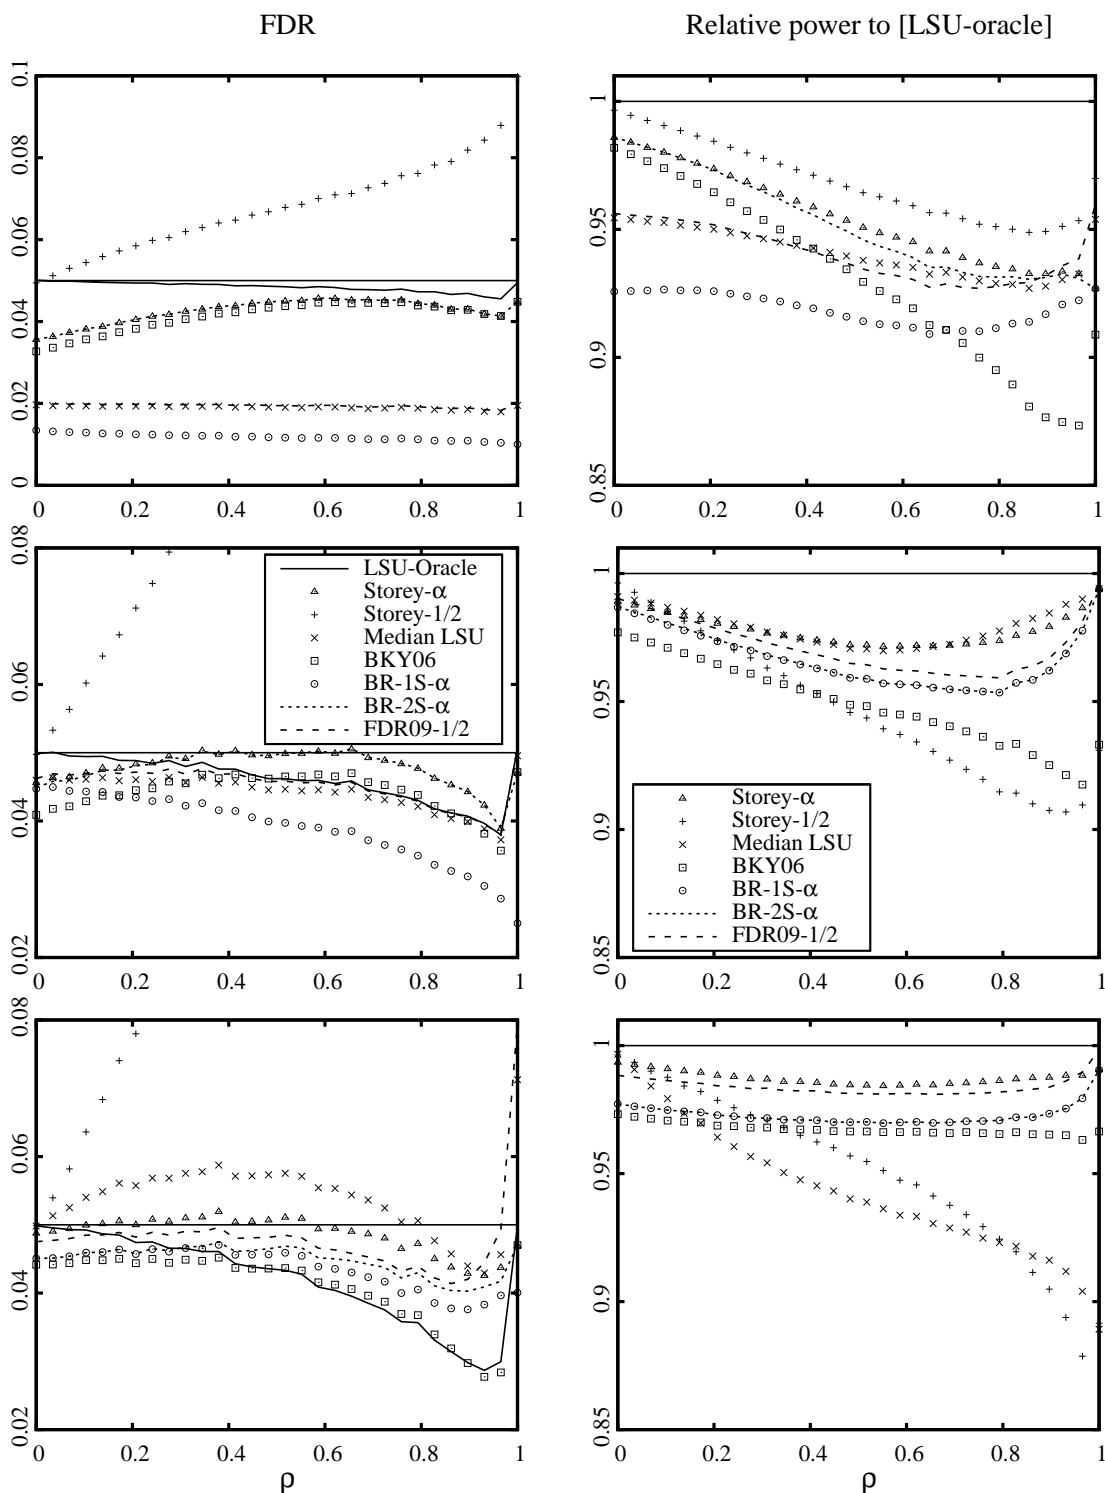 FDR
Relative power to [LSU-oracle]
0.1
0.08
0.06
0.04
0.02
0
0 0.2 0.4 0.6 0.8 1
1
0.95
0.9
0.85
0 0.2 0.4 0.6 0.8 1
0.08
0.06
0.04
0.02
LSU-Oracle
Storey-α
Storey-1/2
Median LSU
BKY06
BR-1S-α
BR-2S-α
FDR09-1/2
0 0.2 0.4 0.6 0.8 1
1
0.95
0.9
0.85
Storey-α
Storey-1/2
Median LSU
BKY06
BR-1S-α
BR-2S-α
FDR09-1/2
0 0.2 0.4 0.6 0.8 1
0.08
0.06
0.04
0.02
0 0.2 0.4 0.6 0.8 1
ρ
1
0.95
0.9
0.85
0 0.2 0.4 0.6 0.8 1
ρ